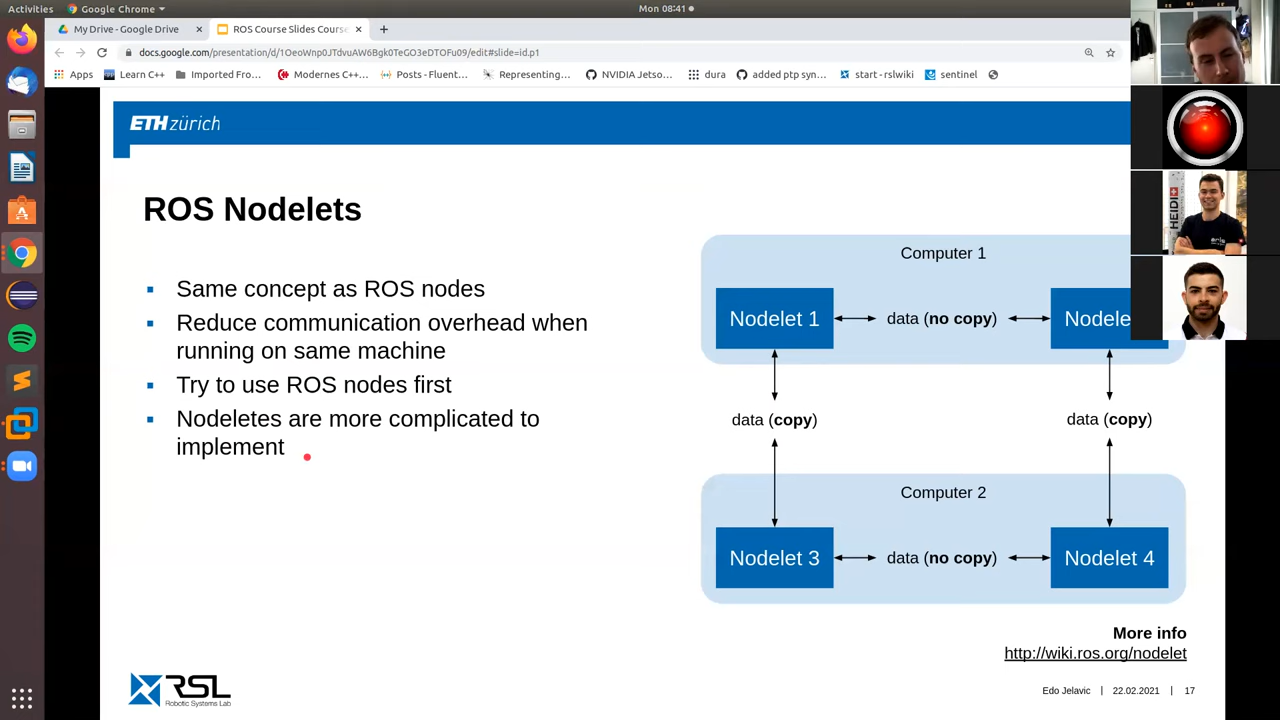 Activities
Google Chrome
Mon 08:41
My Drive - Google Drive
ROS Course Slides Course
docs.google.com/presentation/d/1OeoWnp0JTdvuAW6Bgk0TeGO3eDTOFu09/edit#slide=id.p1
Apps
Learn C++
Imported Fro...
Modernes C++...
Posts - Fluent...
Representing...
NVIDIA Jetso...
dura
added ptp syn...
start - rslwiki
sentinel
ETH zürich
ROS Nodelets
Same concept as ROS nodes
Reduce communication overhead when
running on same machine
Try to use ROS nodes first
Nodeletes are more complicated to
implement
Computer 1
Nodelet 1
data (no copy)
Nodele
data (copy)
data (copy)
Computer 2
Nodelet 3
data (no copy)
Nodelet 4
More info
http://wiki.ros.org/nodelet
RSL
Robotic Systems Lab
Edo Jelavic | 22.02.2021 | 17
HEIDI